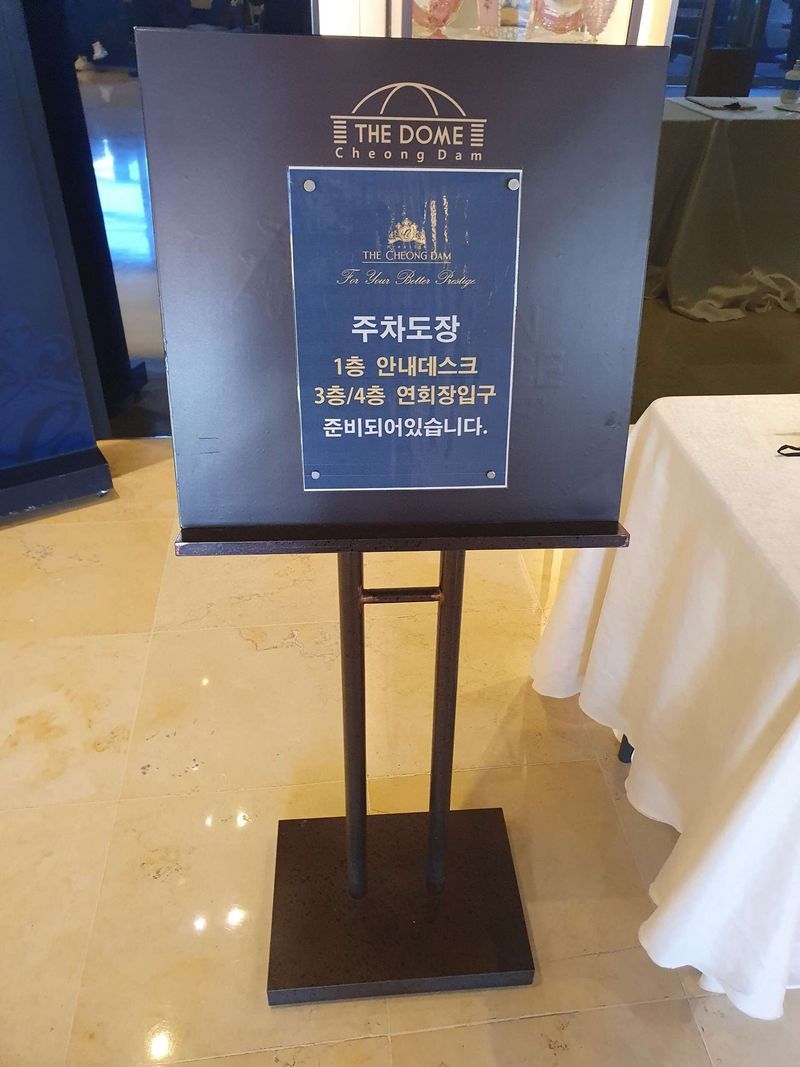 THE DOME
Cheong Dam
THE CHEONG DAM
For Your Better Prestige
주차도장
1층 안내데스크
3층/4층 연회장입구
준비되어있습니다.